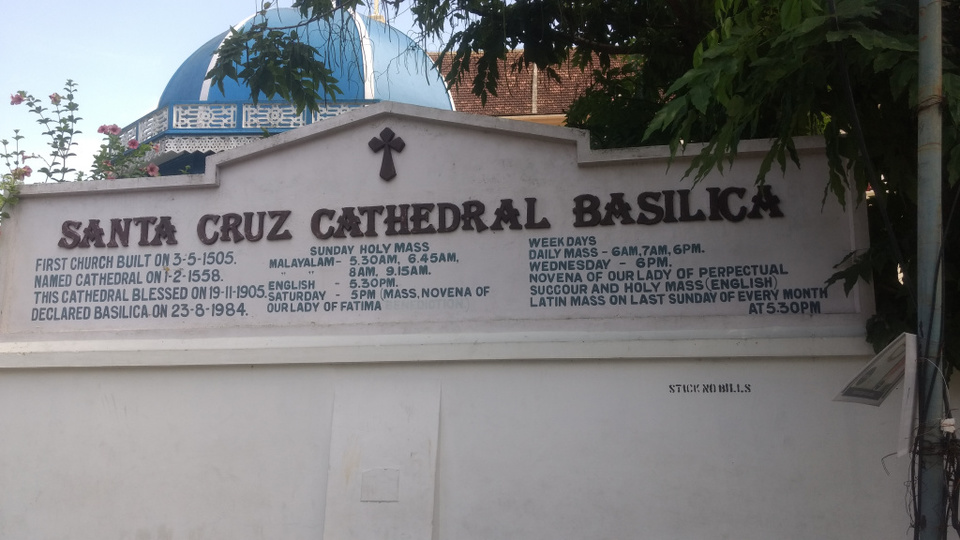 SANTA CRUZ CATHEDRAL BASILICA
FIRST CHURCH BUILT ON 3-5-1505.
NAMED CATHEDRAL ON 1-2-1558.
THIS CATHEDRAL BLESSED ON 19-11-1905.
DECLARED BASILICA ON 23-8-1984.
SUNDAY HOLY MASS
MALAYALAM - 5.30AM, 6.45AM,
" " 8AM, 9.15AM.
ENGLISH - 5.30PM.
SATURDAY - 5PM (MASS, NOVENA OF
OUR LADY OF FATIMA
WEEK DAYS
DAILY MASS - 6AM, 7AM, 6PM.
WEDNESDAY - 6PM.
NOVENA OF OUR LADY OF PERPECTUAL
SUCCOUR AND HOLY MASS (ENGLISH)
LATIN MASS ON LAST SUNDAY OF EVERY MONTH
AT 5.30PM
STICK NO BILLS